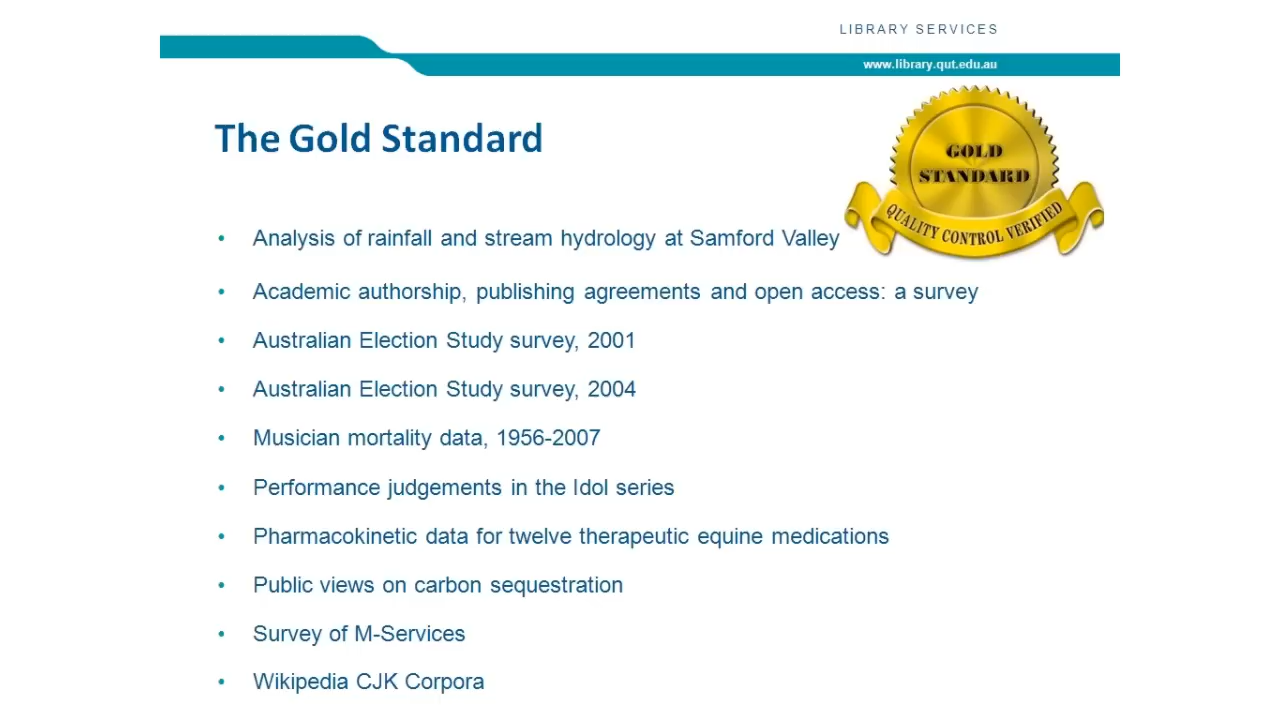 LIBRARY SERVICES
www.library.qut.edu.au
The Gold Standard
GOLD
STANDARD
QUALITY CONTROL VERIFIED
• Analysis of rainfall and stream hydrology at Samford Valley
• Academic authorship, publishing agreements and open access: a survey
• Australian Election Study survey, 2001
• Australian Election Study survey, 2004
• Musician mortality data, 1956-2007
• Performance judgements in the Idol series
• Pharmacokinetic data for twelve therapeutic equine medications
• Public views on carbon sequestration
• Survey of M-Services
• Wikipedia CJK Corpora